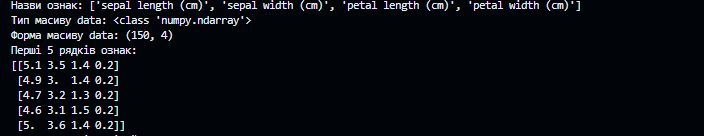 Назви ознак: ['sepal length (cm)', 'sepal width (cm)', 'petal length (cm)', 'petal width (cm)']
Тип масиву data: <class 'numpy.ndarray'>
Форма масиву data: (150, 4)
Перші 5 рядків ознак:
[[5.1 3.5 1.4 0.2]
 [4.9 3.  1.4 0.2]
 [4.7 3.2 1.3 0.2]
 [4.6 3.1 1.5 0.2]
 [5.  3.6 1.4 0.2]]